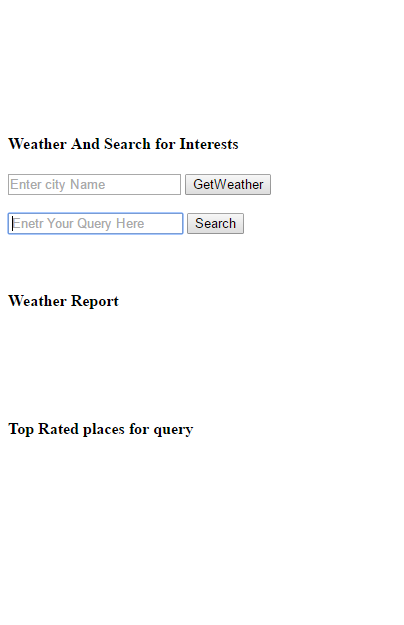 Weather And Search for Interests
Enter city Name GetWeather
Enetr Your Query Here Search
Weather Report
Top Rated places for query